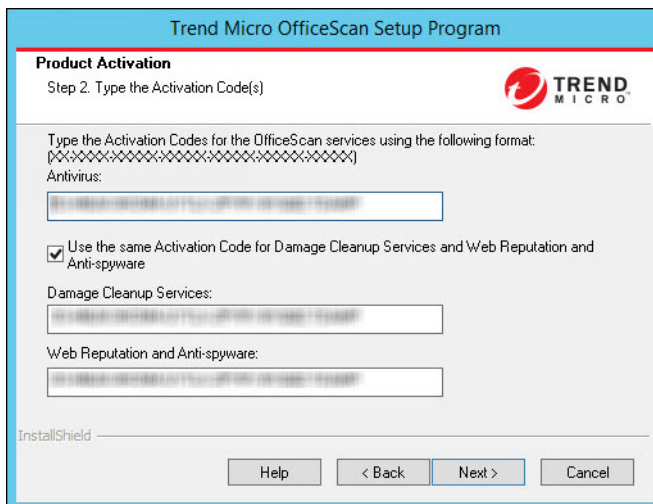 Trend Micro OfficeScan Setup Program
Product Activation
Step 2. Type the Activation Code(s)
TREND
MICRO™
Type the Activation Codes for the OfficeScan services using the following format:
(XX-XXXX-XXXXX-XXXXX-XXXXX-XXXXX-XXXXX)
Antivirus:
Use the same Activation Code for Damage Cleanup Services and Web Reputation and
Anti-spyware
Damage Cleanup Services:
Web Reputation and Anti-spyware:
InstallShield
Help
< Back
Next >
Cancel